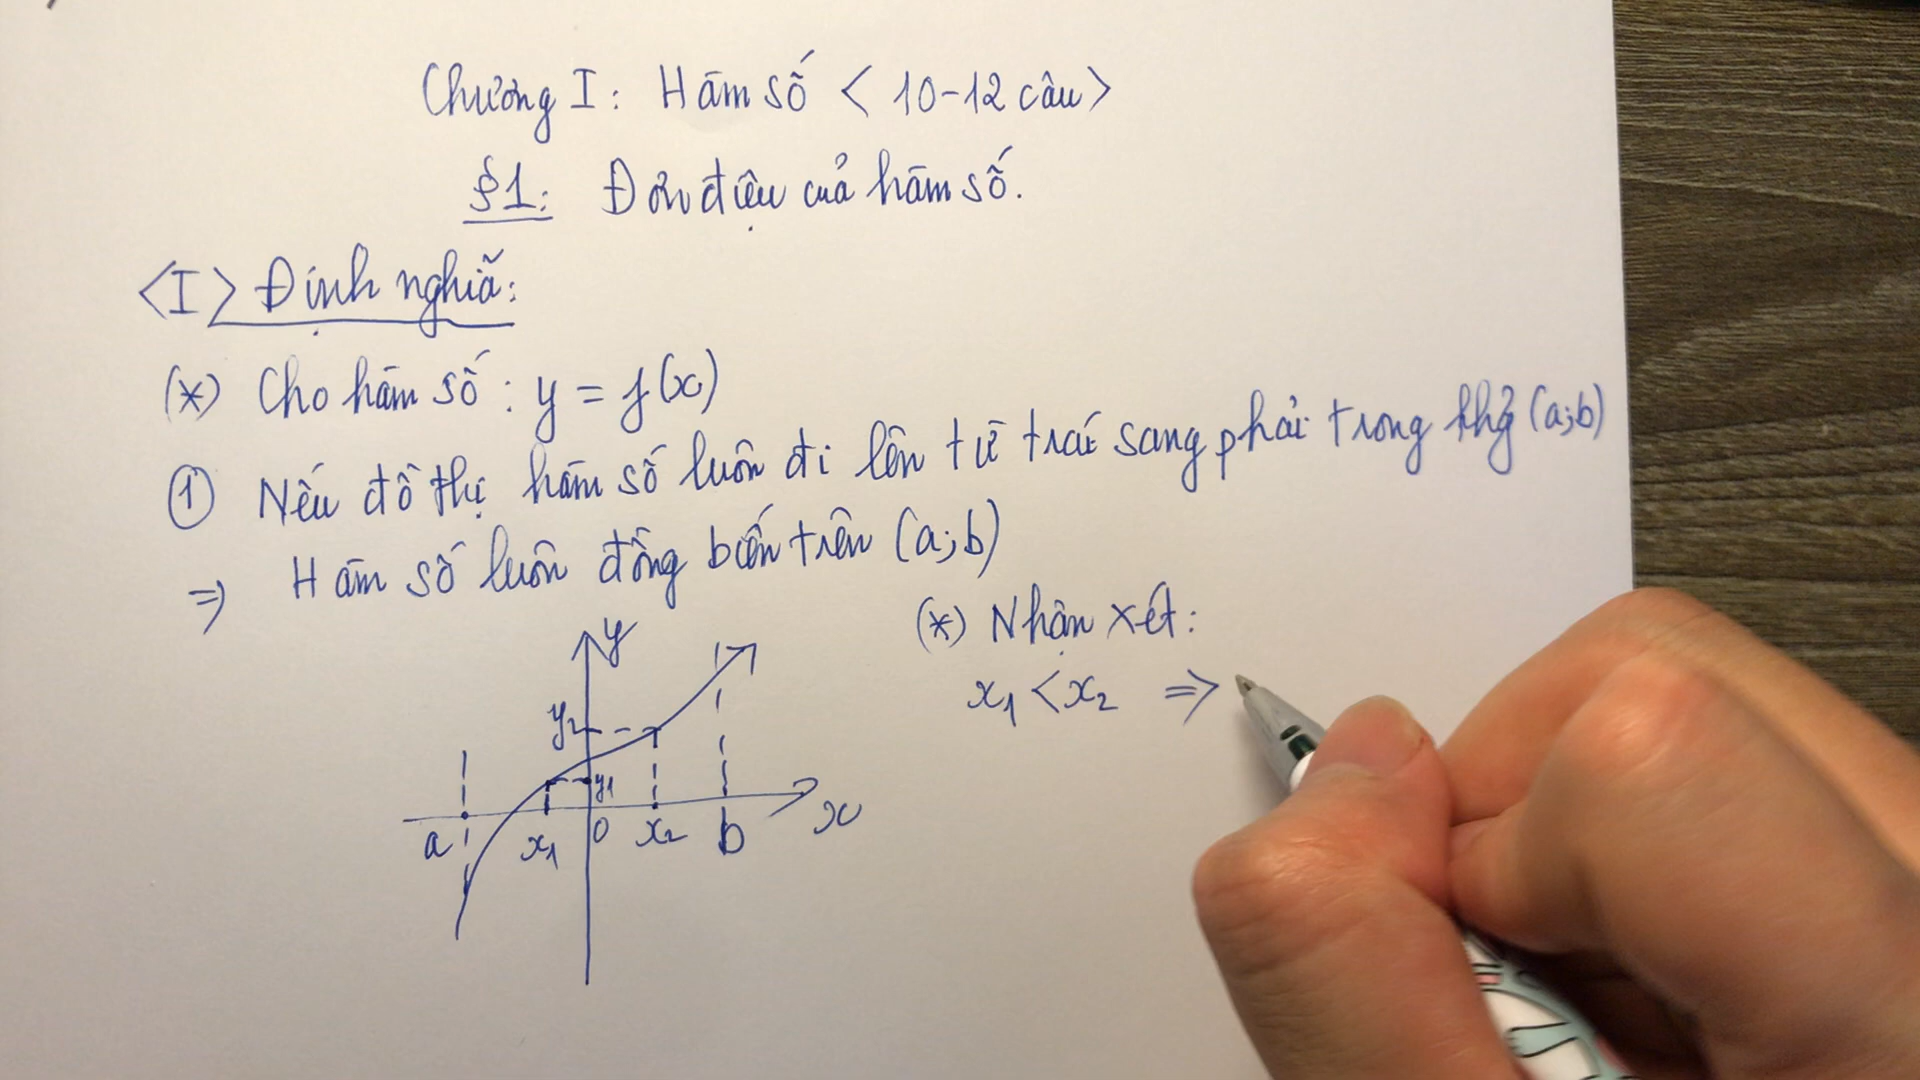 Chương I: Hàm số < 10-12 câu>
§1: Đơn điệu của hàm số.
<I> Định nghĩa:
(*) Cho hàm số: y = f(x)
① Nếu đồ thị hàm số luôn đi lên từ trái sang phải trong khg̉ (a;b)
=> Hàm số luôn đồng biến trên (a;b)
(*) Nhận xét:
x₁ < x₂ =>
y
y₂
y₁
a x₁ 0 x₂ b x